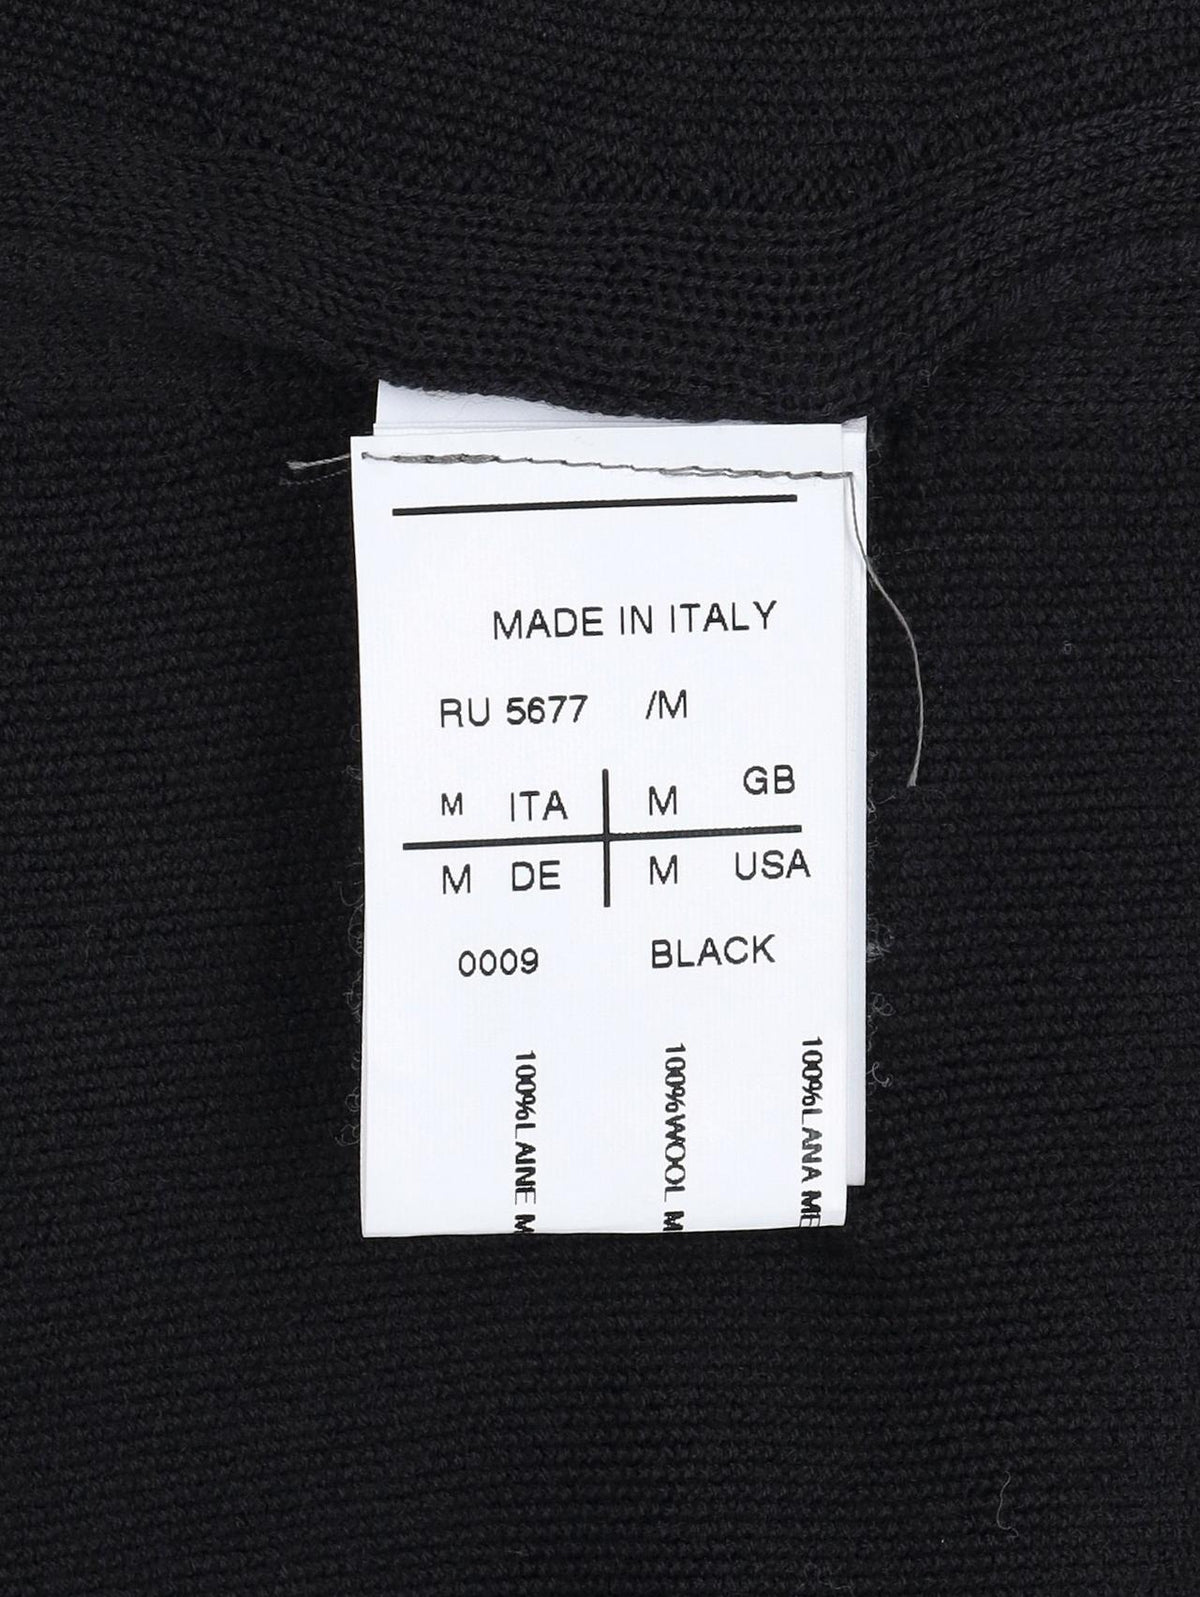 MADE IN ITALY
RU 5677 /M
M ITA M GB
M DE M USA
0009 BLACK
100%LANA
100%WOOL
100%LAINE